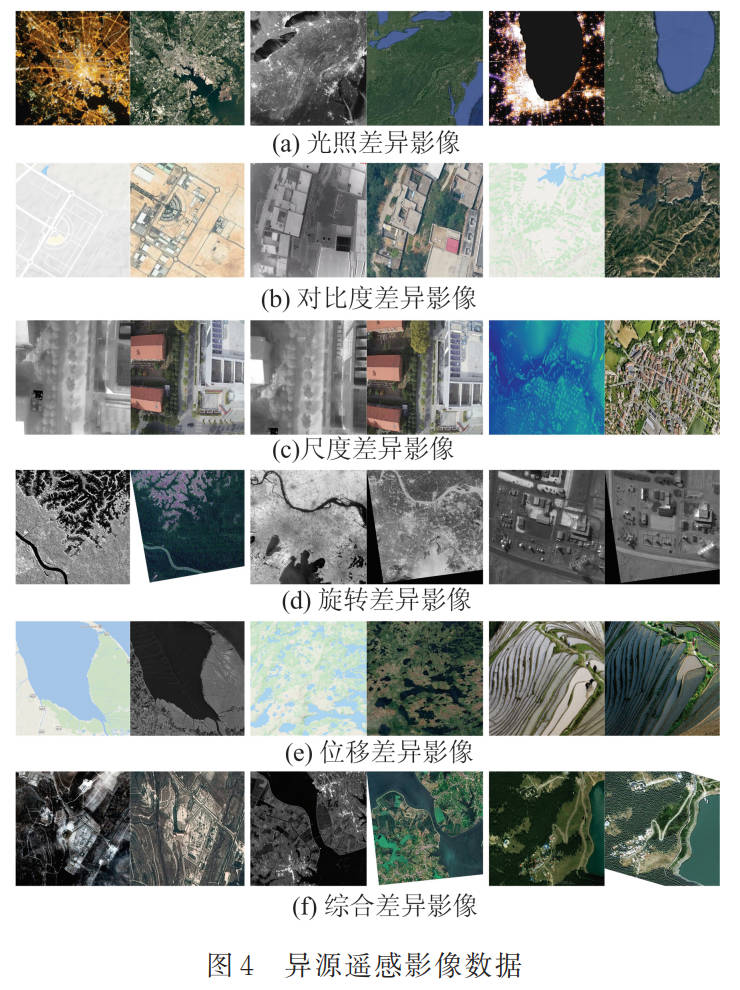 (a) 光照差异影像
(b) 对比度差异影像
(c)尺度差异影像
(d) 旋转差异影像
(e) 位移差异影像
(f) 综合差异影像
图 4 异源遥感影像数据